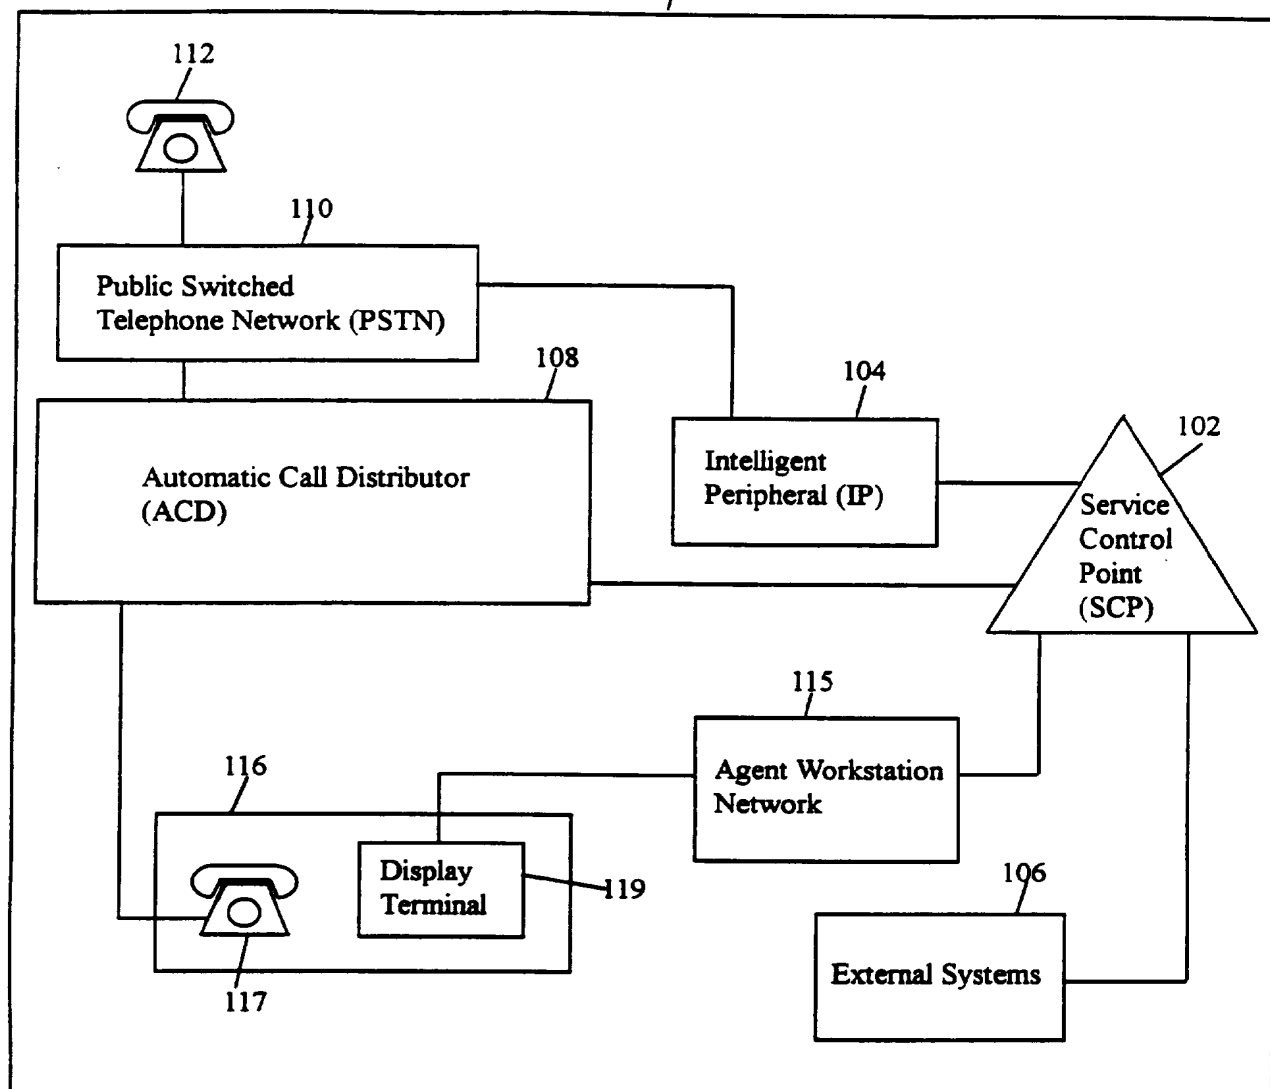 112
110
Public Switched
Telephone Network (PSTN)
108
104
102
Automatic Call Distributor
(ACD)
Intelligent
Peripheral (IP)
Service
Control
Point
(SCP)
115
116
Agent Workstation
Network
Display
Terminal
119
106
117
External Systems